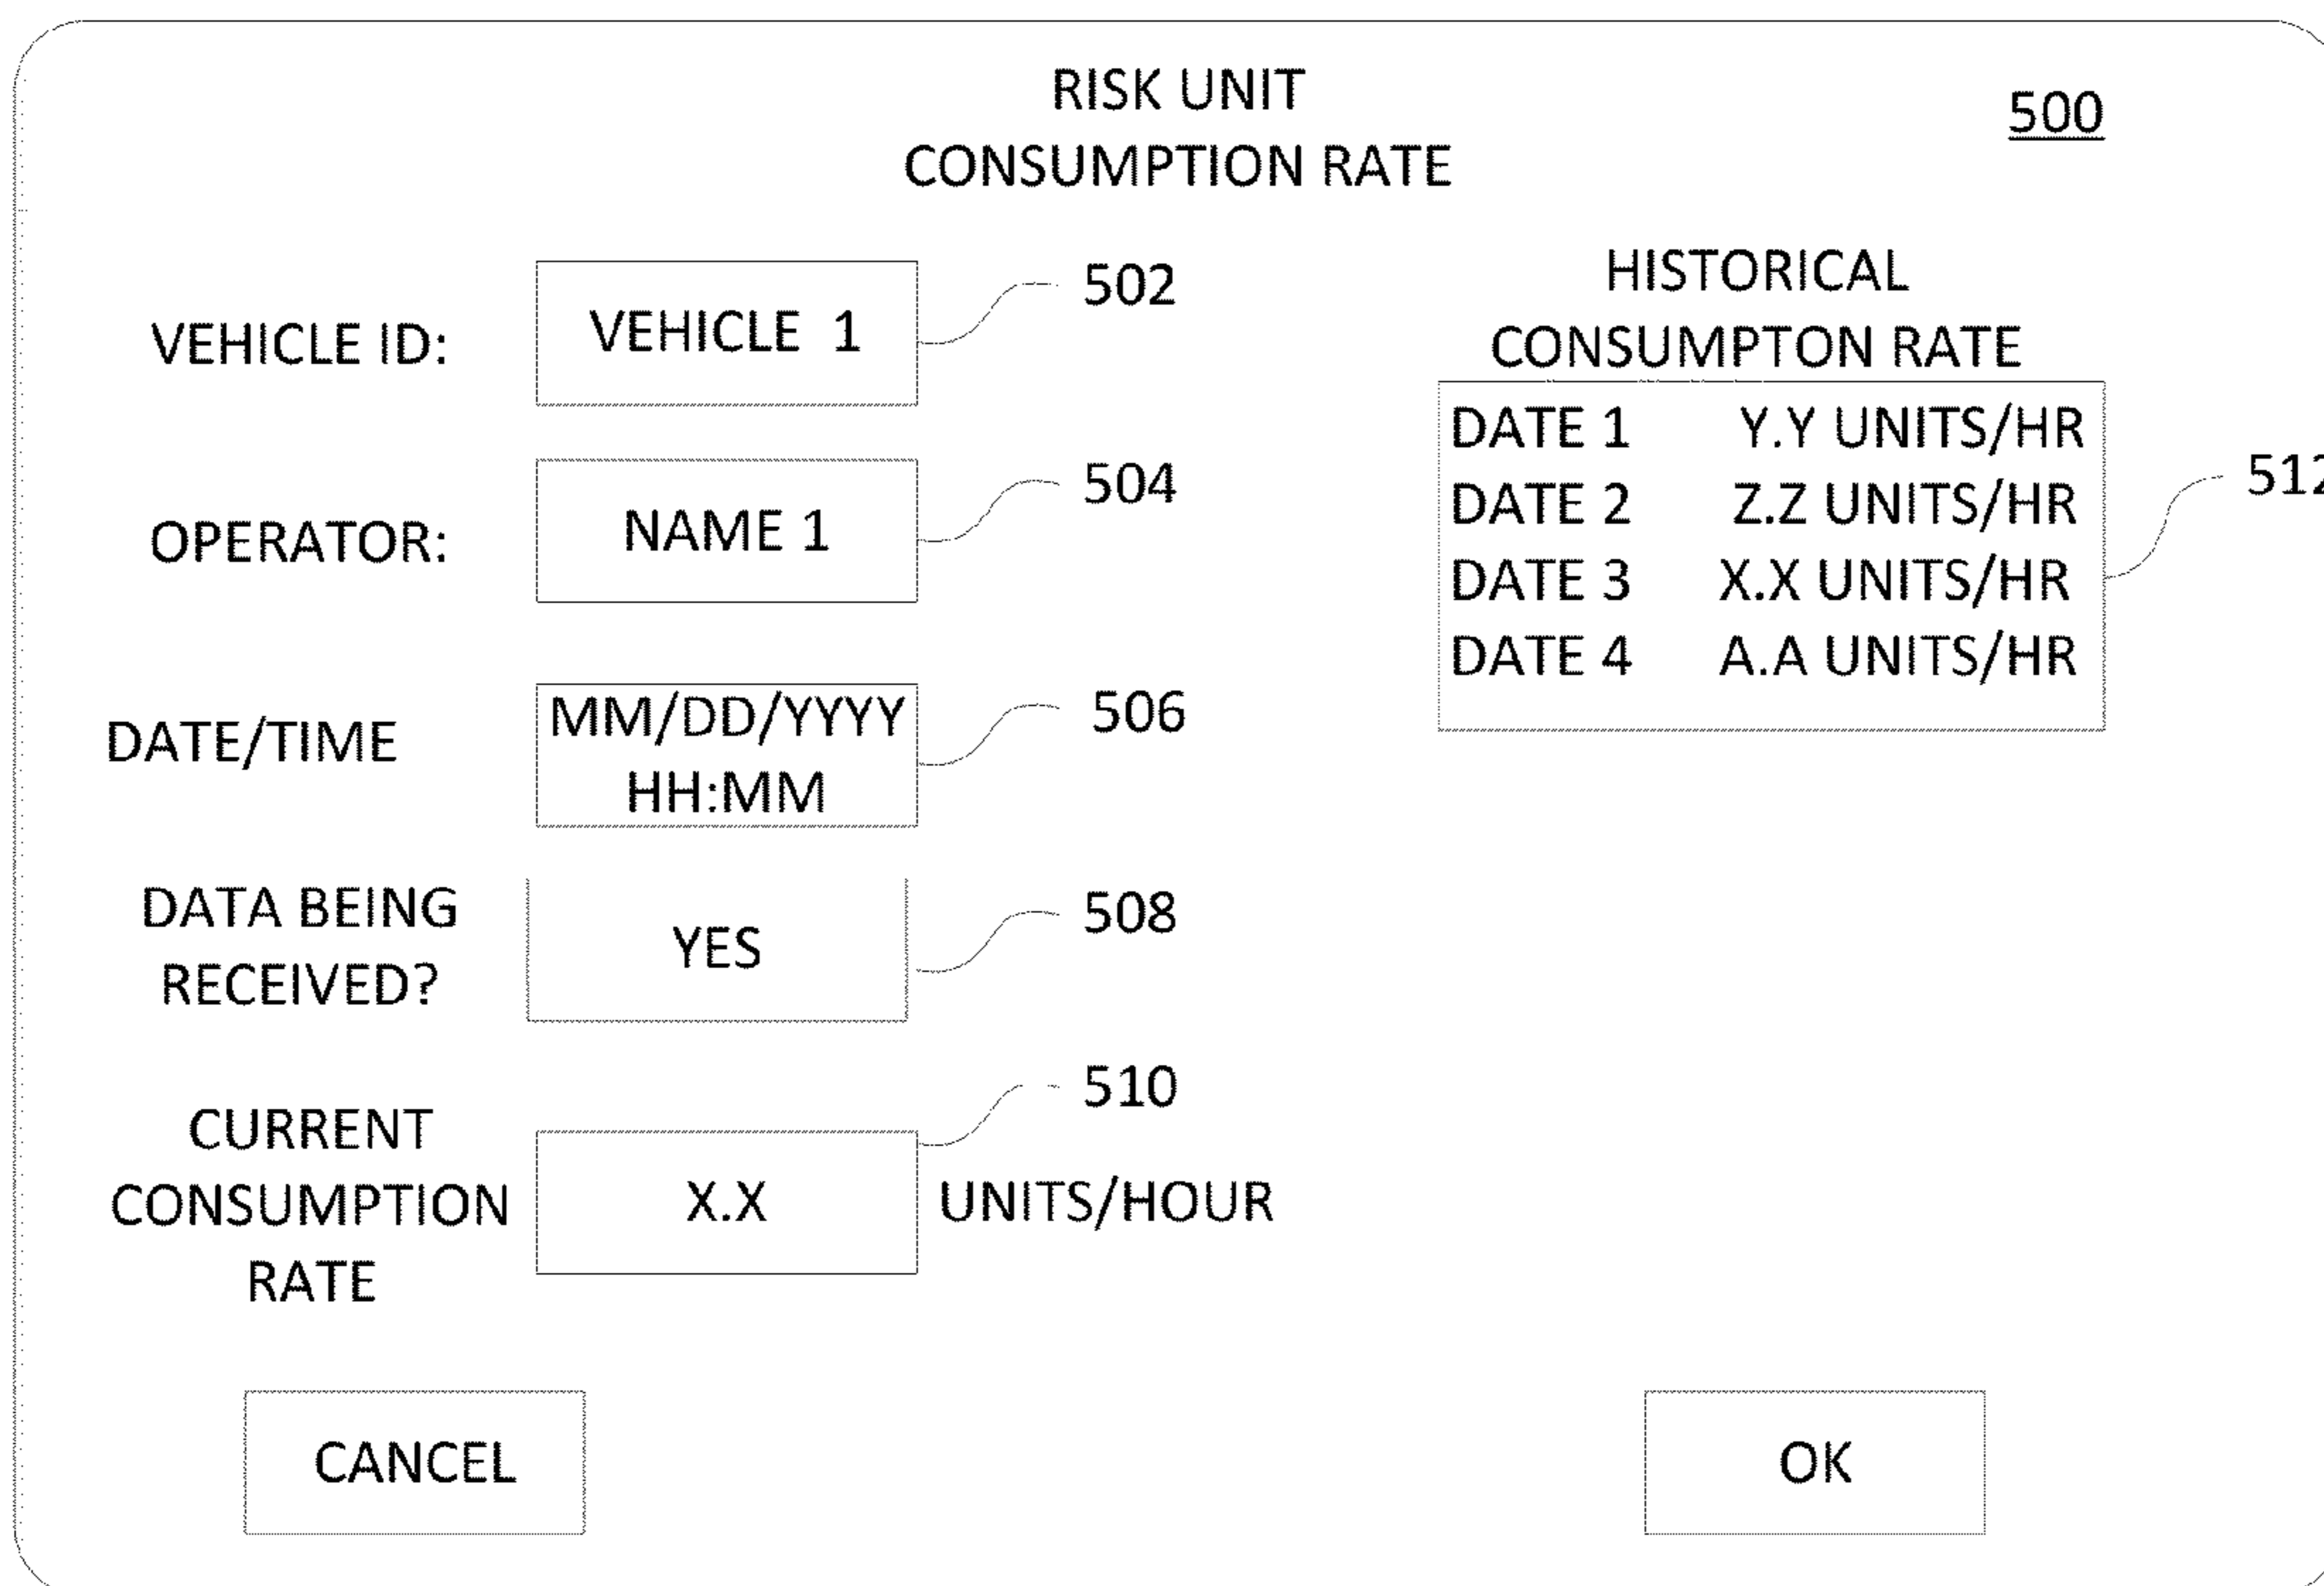 RISK UNIT
CONSUMPTION RATE
500
VEHICLE ID:
VEHICLE 1
502
OPERATOR:
NAME 1
504
DATE/TIME
MM/DD/YYYY
HH:MM
506
DATA BEING
RECEIVED?
YES
508
CURRENT
CONSUMPTION
RATE
X.X
UNITS/HOUR
510
HISTORICAL
CONSUMPTON RATE
DATE 1 Y.Y UNITS/HR
DATE 2 Z.Z UNITS/HR
DATE 3 X.X UNITS/HR
DATE 4 A.A UNITS/HR
512
CANCEL
OK